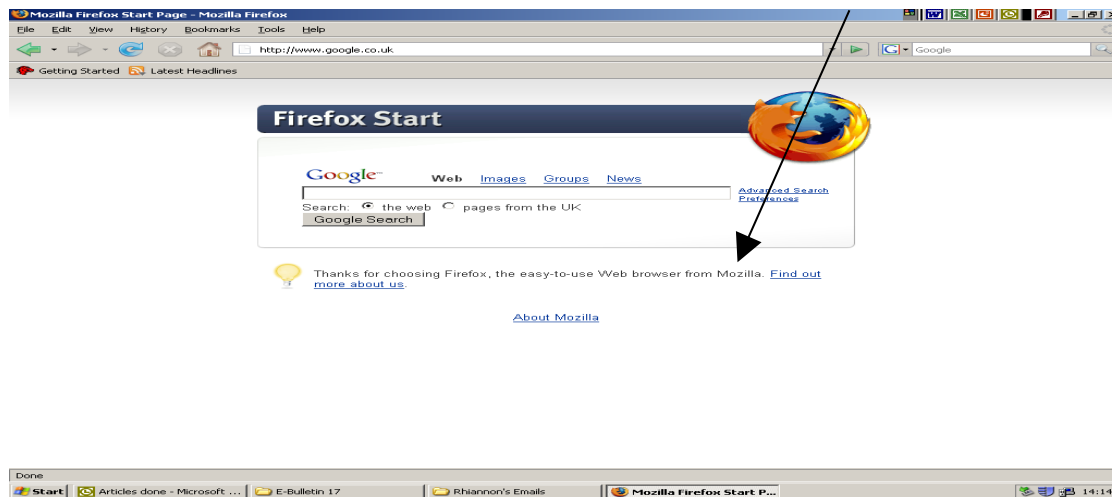 Mozilla Firefox Start Page - Mozilla Firefox
File Edit View History Bookmarks Tools Help
http://www.google.co.uk
G Google
Getting Started Latest Headlines
Firefox Start
Google™ Web Images Groups News
Advanced Search
Preferences
Search: the web pages from the UK
Google Search
Thanks for choosing Firefox, the easy-to-use Web browser from Mozilla. Find out
more about us.
About Mozilla
Done
Start Articles done - Microsoft ... E-Bulletin 17 Rhiannon's Emails Mozilla Firefox Start P... 14:14